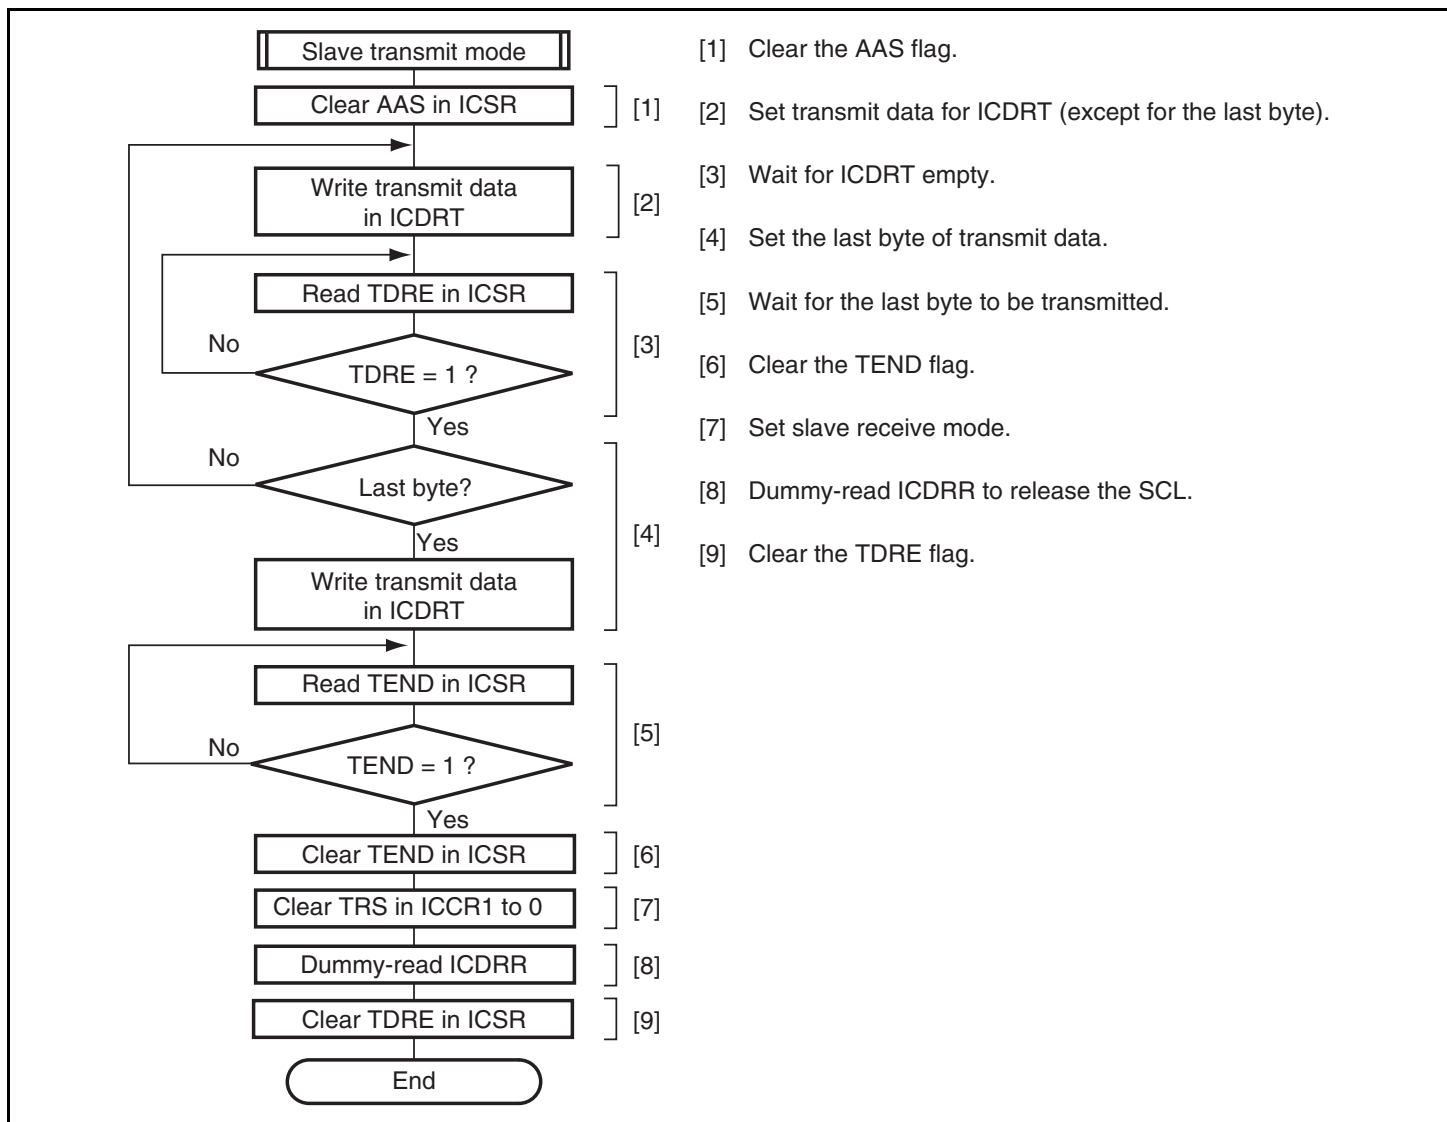 Slave transmit mode
Clear AAS in ICSR
[1]
Write transmit data
in ICDRT
[2]
Read TDRE in ICSR
No
TDRE = 1 ?
[3]
Yes
No
Last byte?
[4]
Yes
Write transmit data
in ICDRT
Read TEND in ICSR
No
TEND = 1 ?
[5]
Yes
Clear TEND in ICSR
[6]
Clear TRS in ICCR1 to 0
[7]
Dummy-read ICDRR
[8]
Clear TDRE in ICSR
[9]
End
[1] Clear the AAS flag.
[2] Set transmit data for ICDRT (except for the last byte).
[3] Wait for ICDRT empty.
[4] Set the last byte of transmit data.
[5] Wait for the last byte to be transmitted.
[6] Clear the TEND flag.
[7] Set slave receive mode.
[8] Dummy-read ICDRR to release the SCL.
[9] Clear the TDRE flag.